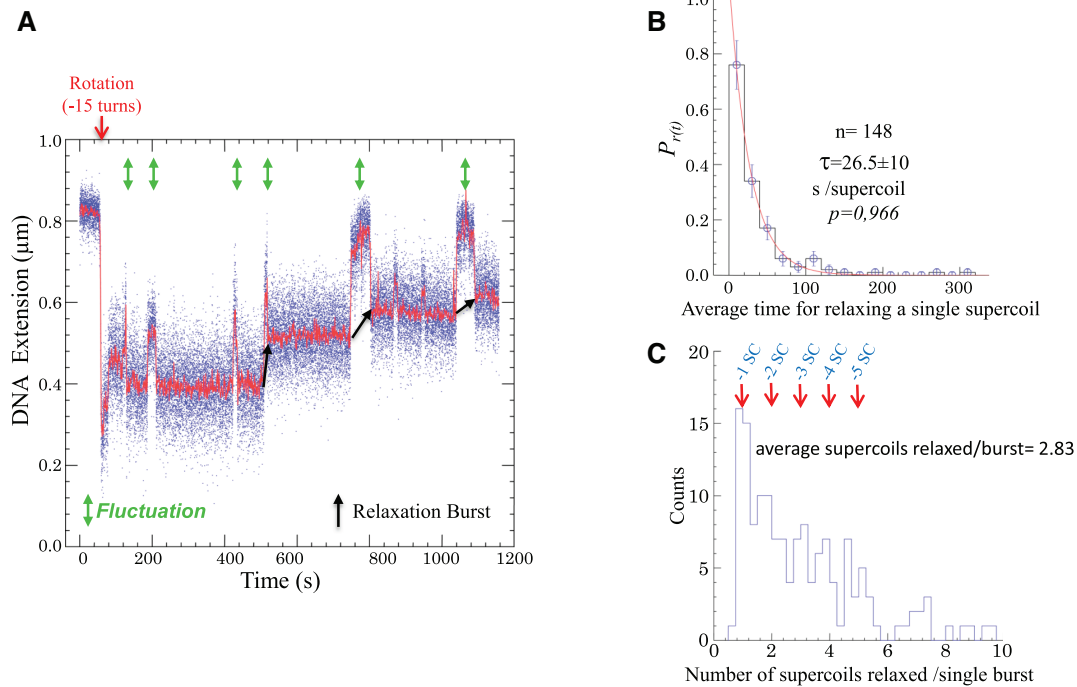 A
Rotation
(-15 turns)
1.0
0.8
0.6
0.4
0.2
0.0
DNA Extension (μm)
Fluctuation
Relaxation Burst
0 200 400 600 800 1000 1200
Time (s)
B
1.0
0.8
0.6
0.4
0.2
0.0
Pr(t)
n= 148
τ=26.5±10
s /supercoil
p=0,966
0 100 200 300
Average time for relaxing a single supercoil
C
20
15
10
5
0
Counts
-1 SC
-2 SC
-3 SC
-4 SC
-5 SC
average supercoils relaxed/burst= 2.83
0 2 4 6 8 10
Number of supercoils relaxed /single burst